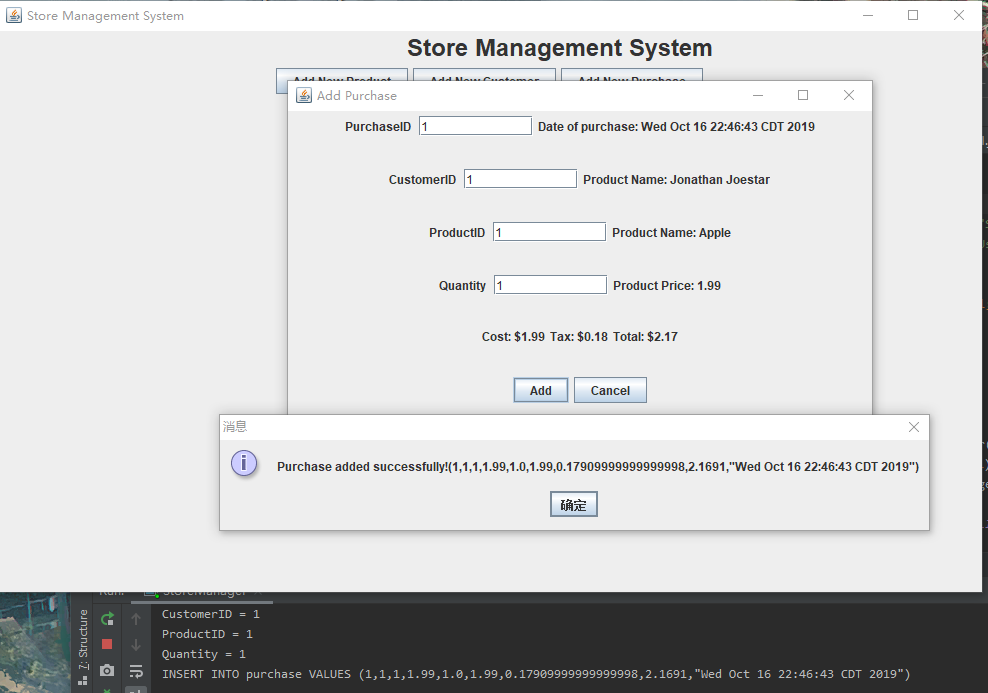 Store Management System
Store Management System
Add New Product Add New Customer Add New Purchase
Add Purchase
PurchaseID 1 Date of purchase: Wed Oct 16 22:46:43 CDT 2019
CustomerID 1 Product Name: Jonathan Joestar
ProductID 1 Product Name: Apple
Quantity 1 Product Price: 1.99
Cost: $1.99 Tax: $0.18 Total: $2.17
Add Cancel
消息
Purchase added successfully!(1,1,1,1.99,1.0,1.99,0.17909999999999998,2.1691,"Wed Oct 16 22:46:43 CDT 2019")
确定
Run: StoreManager
7: Structure
CustomerID = 1
ProductID = 1
Quantity = 1
INSERT INTO purchase VALUES (1,1,1,1.99,1.0,1.99,0.17909999999999998,2.1691,"Wed Oct 16 22:46:43 CDT 2019")